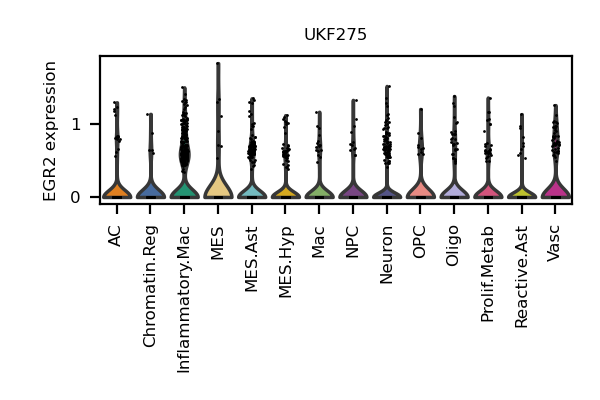 UKF275
EGR2 expression
1
0
AC
Chromatin.Reg
Inflammatory.Mac
MES
MES.Ast
MES.Hyp
Mac
NPC
Neuron
OPC
Oligo
Prolif.Metab
Reactive.Ast
Vasc